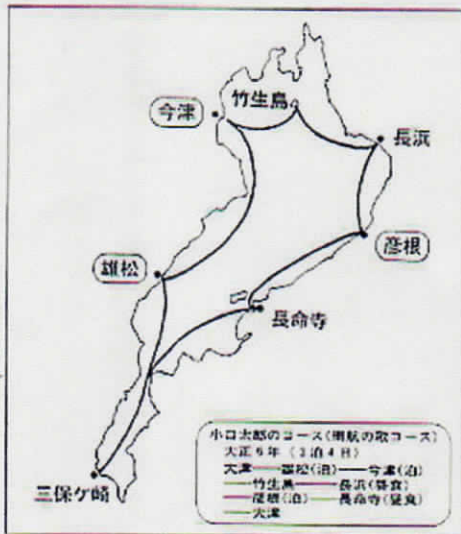 竹生島
今津
長浜
彦根
雄松
長命寺
三保ケ崎
小口太郎のコース(周航の歌コース)
大正6年(3泊4日)
大津――雄松(泊)――今津(泊)
――竹生島――長浜(昼食)
――彦根(泊)――長命寺(昼食)
――大津